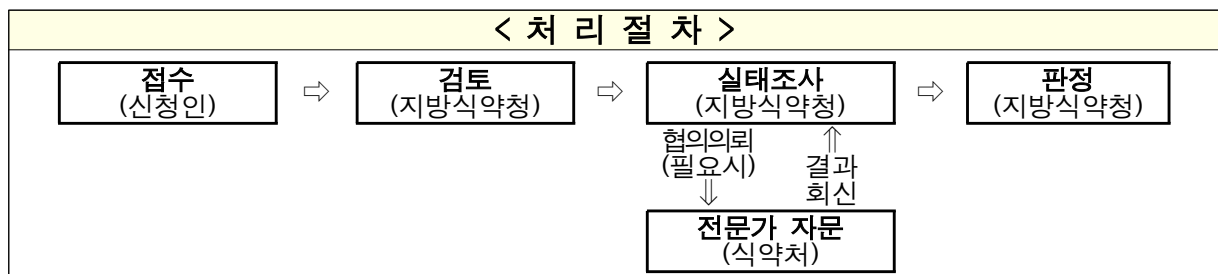 < 처 리 절 차 >
접수 ⇨ 검토 ⇨ 실태조사 ⇨ 판정
(신청인) (지방식약청) (지방식약청) (지방식약청)
협의의뢰 ⇑
(필요시) 결과
⇓ 회신
전문가 자문
(식약처)